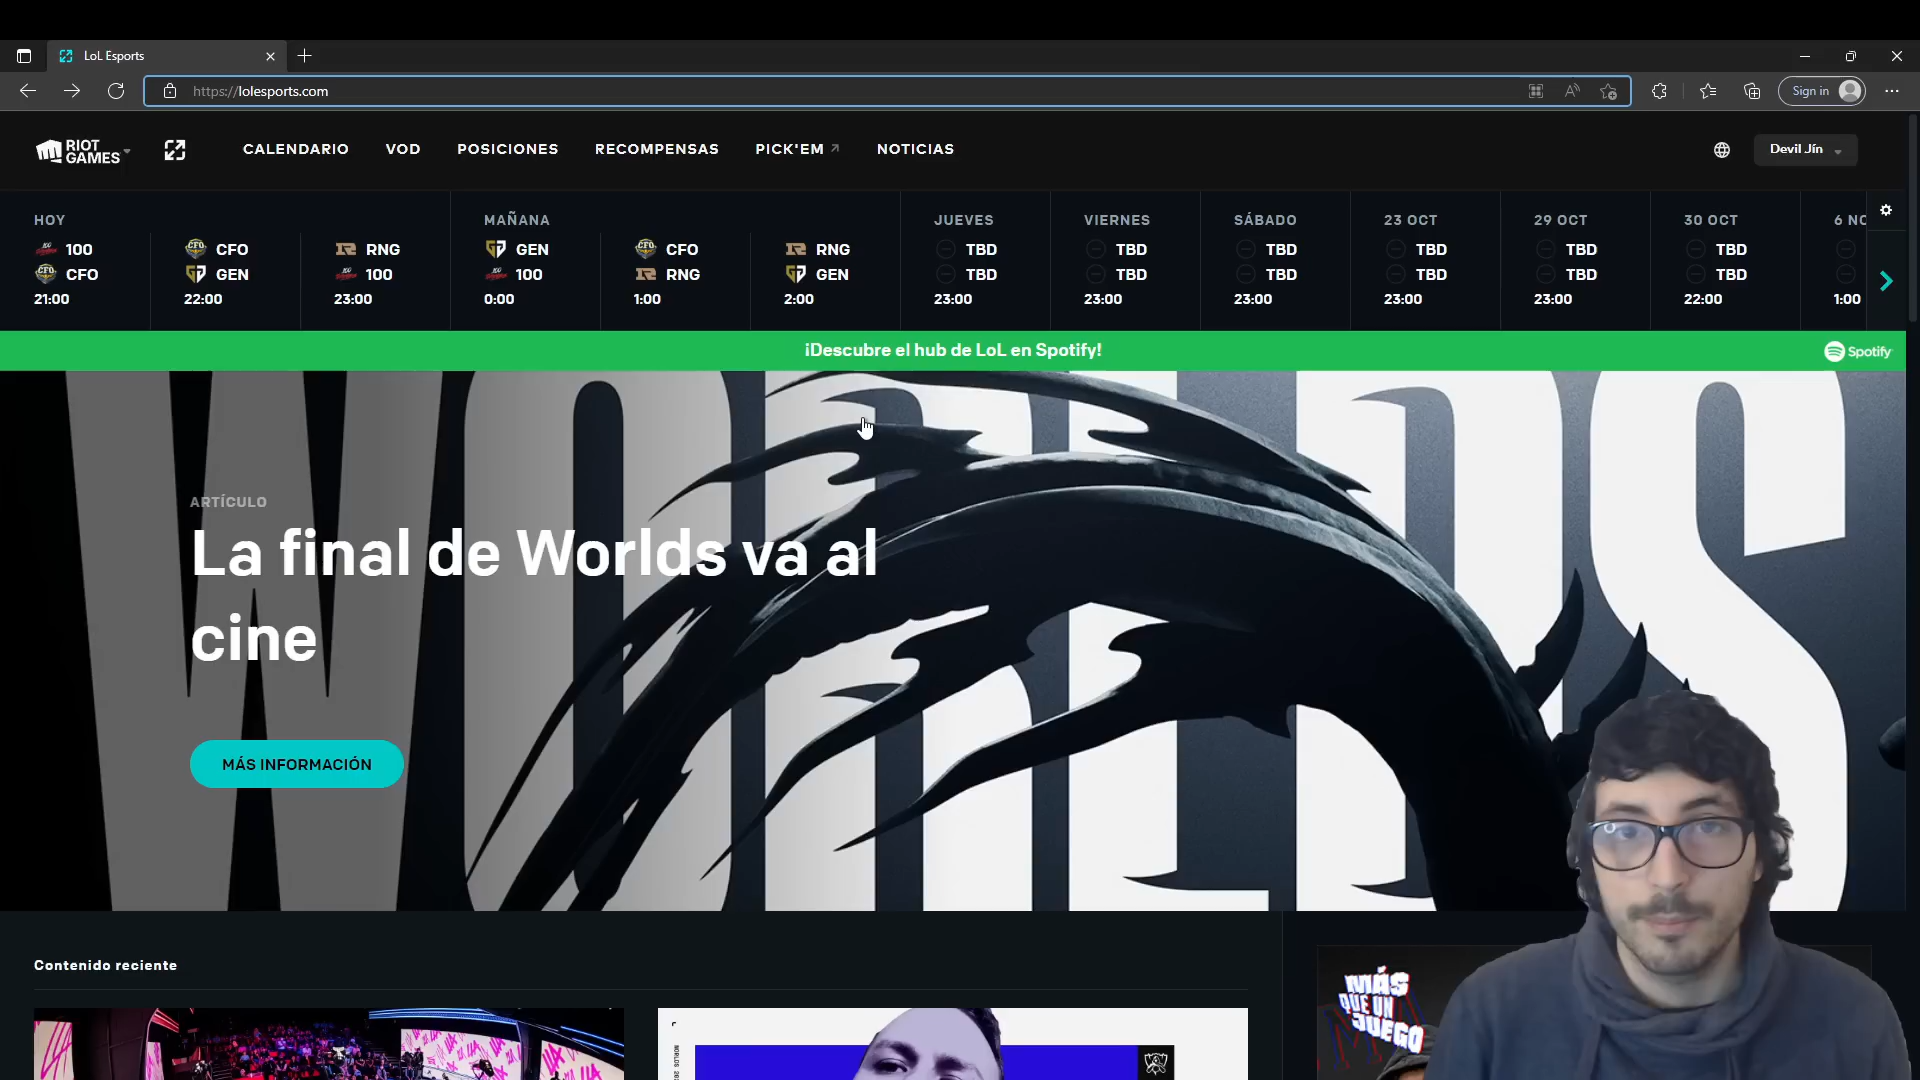 LoL Esports
https://lolesports.com
Sign in
RIOT GAMES
CALENDARIO
VOD
POSICIONES
RECOMPENSAS
PICK'EM
NOTICIAS
Devil Jín
HOY
100
CFO
21:00
CFO
GEN
22:00
RNG
100
23:00
MAÑANA
GEN
100
0:00
CFO
RNG
1:00
RNG
GEN
2:00
JUEVES
TBD
TBD
23:00
VIERNES
TBD
TBD
23:00
SÁBADO
TBD
TBD
23:00
23 OCT
TBD
TBD
23:00
29 OCT
TBD
TBD
23:00
30 OCT
TBD
TBD
22:00
6 NO
1:00
¡Descubre el hub de LoL en Spotify!
Spotify
WORLDS
ARTÍCULO
La final de Worlds va al
cine
MÁS INFORMACIÓN
Contenido reciente
MÁS
QUE UN
JUEGO